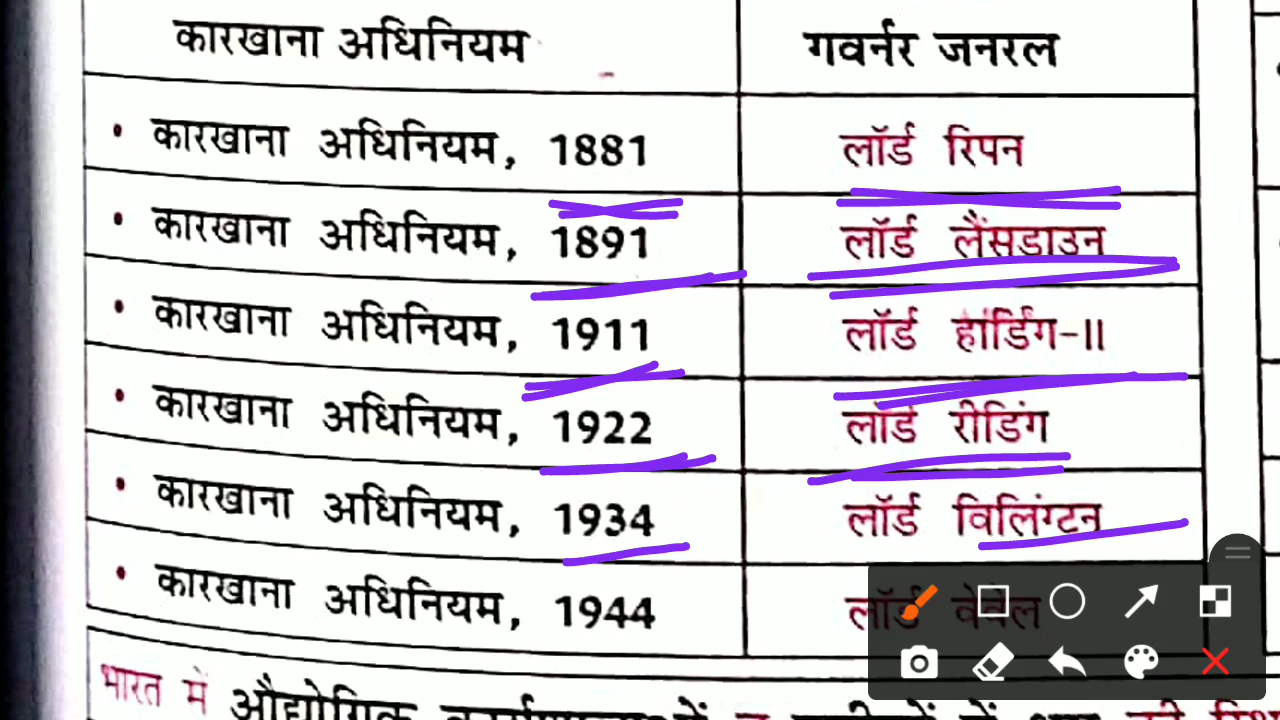 कारखाना अधिनियम गवर्नर जनरल
• कारखाना अधिनियम, 1881 लॉर्ड रिपन
• कारखाना अधिनियम, 1891 लॉर्ड लैंसडाउन
• कारखाना अधिनियम, 1911 लॉर्ड हार्डिंग-II
• कारखाना अधिनियम, 1922 लॉर्ड रीडिंग
• कारखाना अधिनियम, 1934 लॉर्ड विलिंग्टन
• कारखाना अधिनियम, 1944 लॉर्ड वेवेल
भारत में औद्योगिक